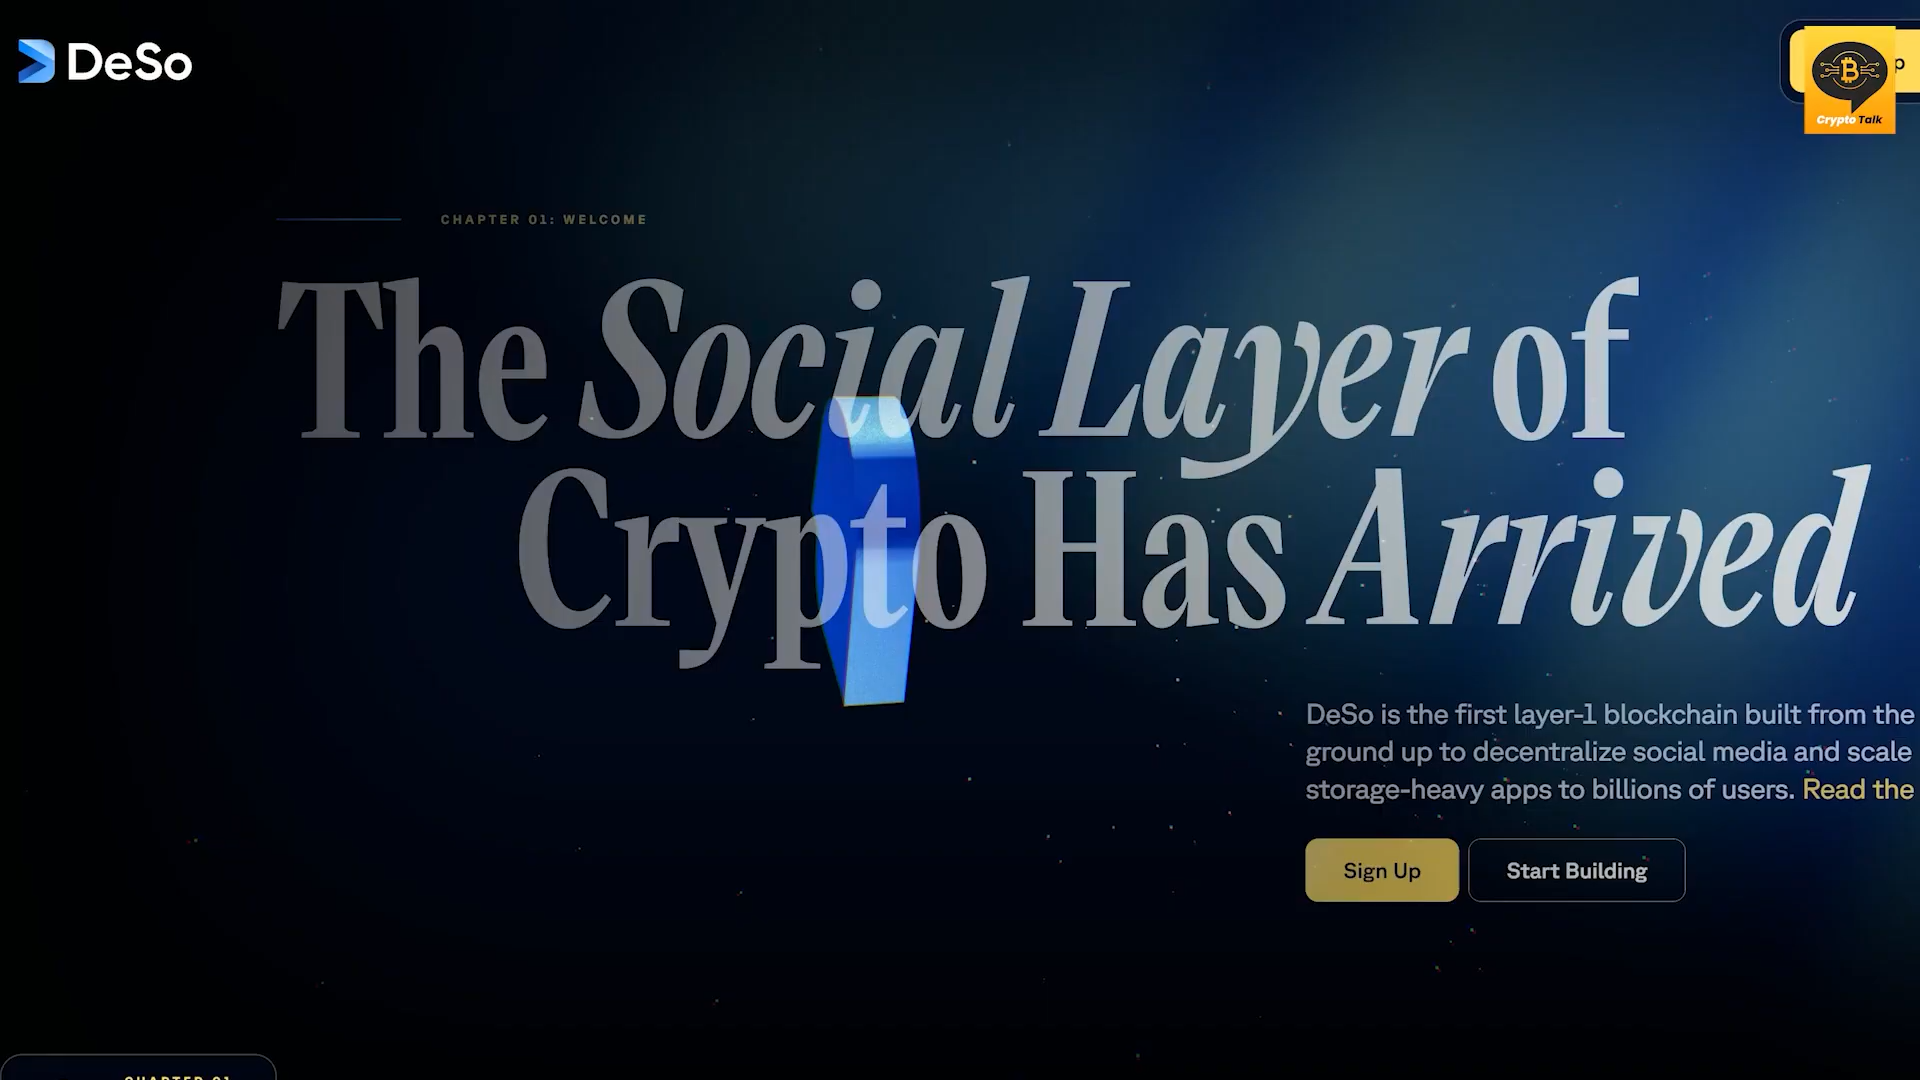 DeSo
Crypto Talk
CHAPTER 01: WELCOME
The Social Layer of
Crypto Has Arrived
DeSo is the first layer-1 blockchain built from the
ground up to decentralize social media and scale
storage-heavy apps to billions of users. Read the
Sign Up
Start Building
CHAPTER 01